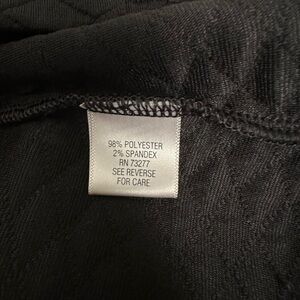 98% POLYESTER
2% SPANDEX
RN 73277
SEE REVERSE
FOR CARE